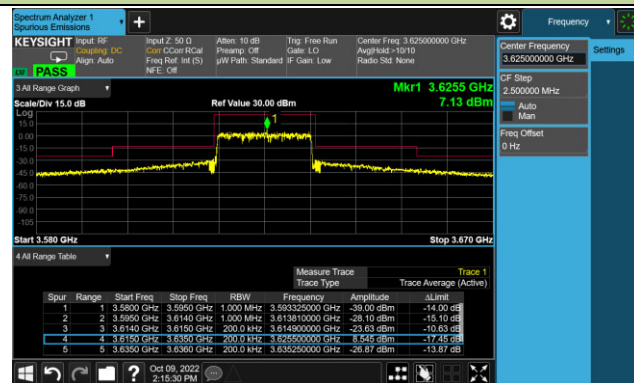 Spectrum Analyzer 1
Spurious Emissions
Frequency
KEYSIGHT Input: RF Input Z: 50 Ω Atten: 10 dB Trig: Free Run Center Freq: 3.625000000 GHz
Coupling: DC Corr CCorr RCal Preamp: Off Gate: LO Avg|Hold:>10/10
Align: Auto Freq Ref: Int (S) µW Path: Standard IF Gain: Low Radio Std: None
NFE: Off
LXI PASS
Center Frequency
3.62500000 GHz
Settings
CF Step
2.500000 MHz
Auto
Man
Freq Offset
0 Hz
3 All Range Graph
Mkr1 3.6255 GHz
Scale/Div 15.0 dB Ref Value 30.00 dBm 7.13 dBm
Log
15.0
0.00
-15.0
-30.0
-45.0
-60.0
-75.0
-90.0
-105
1
Start 3.580 GHz Stop 3.670 GHz
4 All Range Table
Measure Trace Trace 1
Trace Type Trace Average (Active)
Spur Range Start Freq Stop Freq RBW Frequency Amplitude ΔLimit
1 1 3.5800 GHz 3.5950 GHz 1.000 MHz 3.593325000 GHz -39.00 dBm -14.00 dB
2 2 3.5950 GHz 3.6140 GHz 1.000 MHz 3.613810000 GHz -28.10 dBm -15.10 dB
3 3 3.6140 GHz 3.6150 GHz 200.0 kHz 3.614900000 GHz -23.63 dBm -10.63 dB
4 4 3.6150 GHz 3.6350 GHz 200.0 kHz 3.625500000 GHz 8.545 dBm -17.45 dB
5 5 3.6350 GHz 3.6360 GHz 200.0 kHz 3.635250000 GHz -26.87 dBm -13.87 dB
Oct 09, 2022
2:15:30 PM